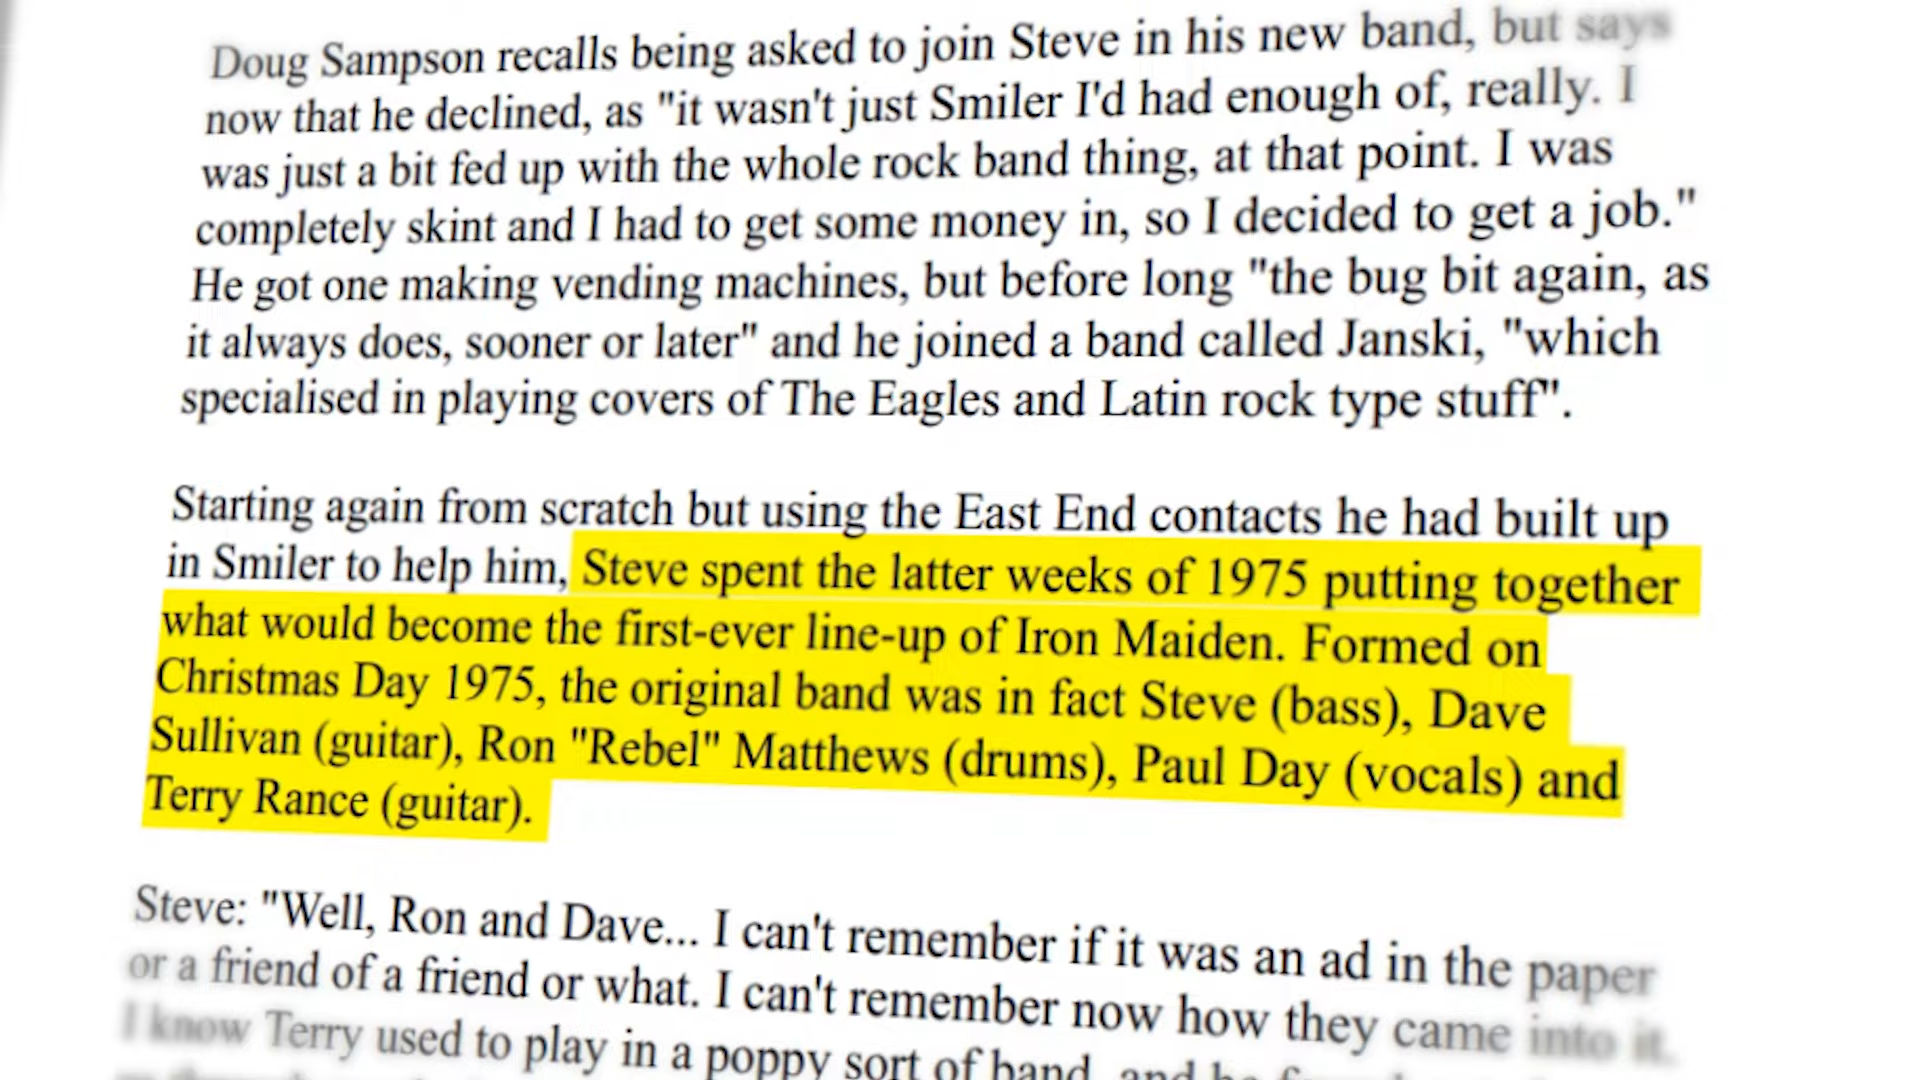 Doug Sampson recalls being asked to join Steve in his new band, but says
now that he declined, as "it wasn't just Smiler I'd had enough of, really. I
was just a bit fed up with the whole rock band thing, at that point. I was
completely skint and I had to get some money in, so I decided to get a job."
He got one making vending machines, but before long "the bug bit again, as
it always does, sooner or later" and he joined a band called Janski, "which
specialised in playing covers of The Eagles and Latin rock type stuff".
Starting again from scratch but using the East End contacts he had built up
in Smiler to help him, Steve spent the latter weeks of 1975 putting together
what would become the first-ever line-up of Iron Maiden. Formed on
Christmas Day 1975, the original band was in fact Steve (bass), Dave
Sullivan (guitar), Ron "Rebel" Matthews (drums), Paul Day (vocals) and
Terry Rance (guitar).
Steve: "Well, Ron and Dave... I can't remember if it was an ad in the paper
or a friend of a friend or what. I can't remember now how they came into it.
I know Terry used to play in a poppy sort of band, and he